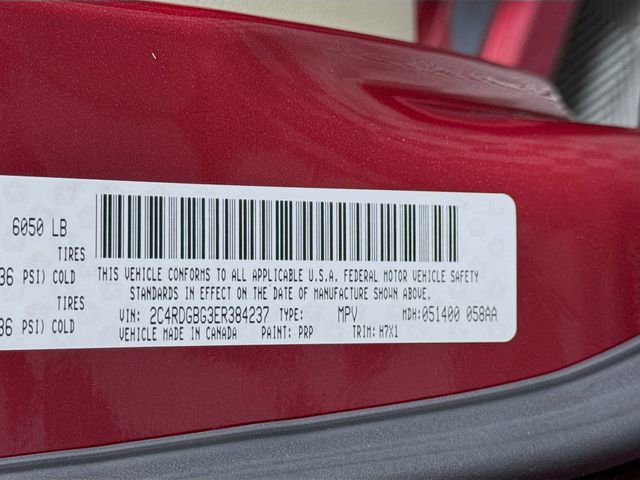 6050 LB
TIRES
36 PSI) COLD
THIS VEHICLE CONFORMS TO ALL APPLICABLE U.S.A. FEDERAL MOTOR VEHICLE SAFETY
STANDARDS IN EFFECT ON THE DATE OF MANUFACTURE SHOWN ABOVE.
TIRES
36 PSI) COLD
VIN: 2C4RDGBG3ER384237 TYPE: MPV MDH:051400 058AA
VEHICLE MADE IN CANADA PAINT: PRP TRIM: H7X1